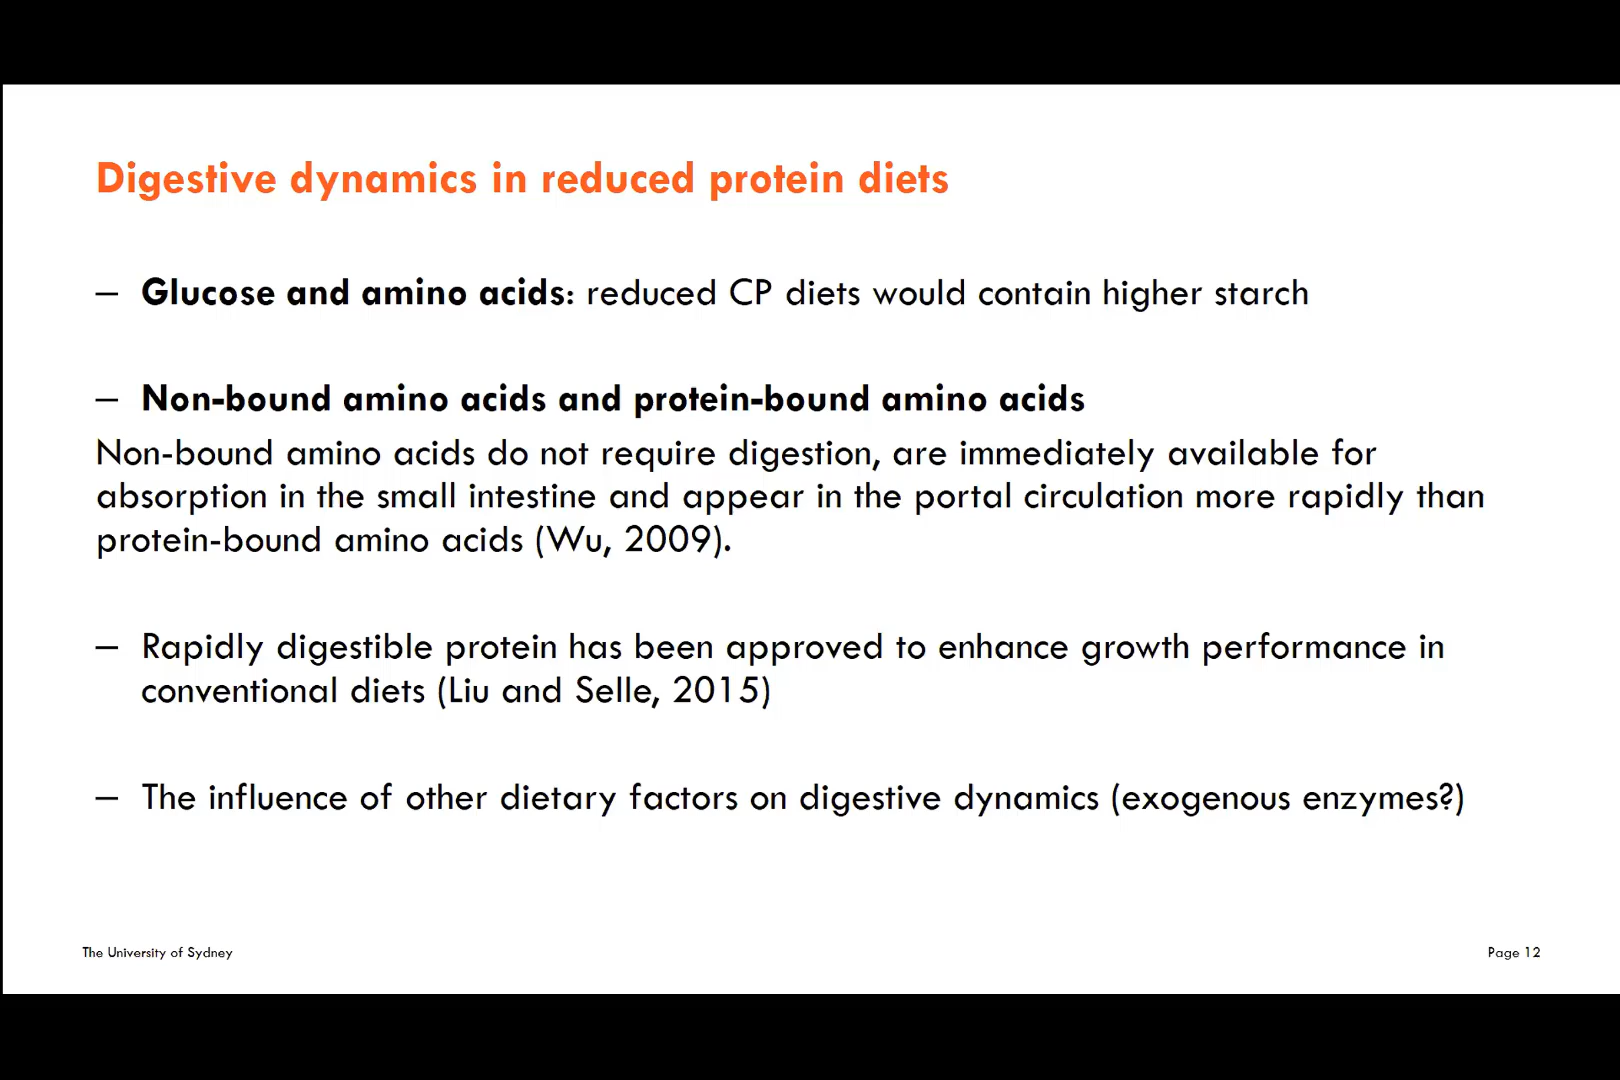 Digestive dynamics in reduced protein diets
– Glucose and amino acids: reduced CP diets would contain higher starch
– Non-bound amino acids and protein-bound amino acids
Non-bound amino acids do not require digestion, are immediately available for
absorption in the small intestine and appear in the portal circulation more rapidly than
protein-bound amino acids (Wu, 2009).
– Rapidly digestible protein has been approved to enhance growth performance in
conventional diets (Liu and Selle, 2015)
– The influence of other dietary factors on digestive dynamics (exogenous enzymes?)
The University of Sydney
Page 12